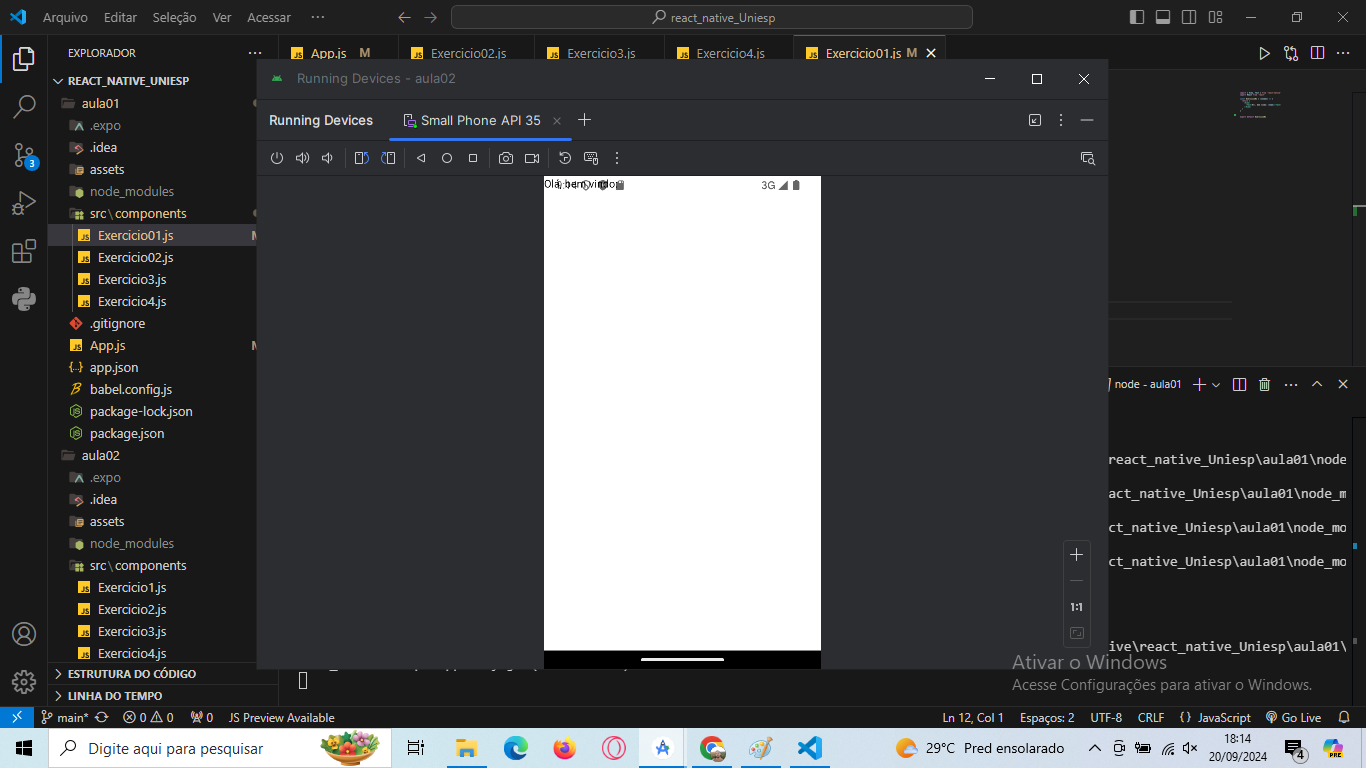 Arquivo Editar Seleção Ver Acessar ··· react_native_Uniesp
EXPLORADOR ···
App.js M Exercicio02.js Exercicio3.js Exercicio4.js Exercicio01.js M
REACT_NATIVE_UNIESP
aula01
.expo
.idea
assets
node_modules
src\components
Exercicio01.js
Exercicio02.js
Exercicio3.js
Exercicio4.js
.gitignore
App.js
app.json
babel.config.js
package-lock.json
package.json
aula02
.expo
.idea
assets
node_modules
src\components
Exercicio1.js
Exercicio2.js
Exercicio3.js
Exercicio4.js
ESTRUTURA DO CÓDIGO
LINHA DO TEMPO
Running Devices - aula02
Running Devices Small Phone API 35
3G
1:1
node - aula01
react_native_Uniesp\aula01\node
act_native_Uniesp\aula01\node_m
ct_native_Uniesp\aula01\node_mo
ct_native_Uniesp\aula01\node_mo
ive\react_native_Uniesp\aula01\
Ativar o Windows
Acesse Configurações para ativar o Windows.
main* 0 0 0 JS Preview Available Ln 12, Col 1 Espaços: 2 UTF-8 CRLF {} JavaScript Go Live
Digite aqui para pesquisar 29°C Pred ensolarado 18:14
20/09/2024
4
PRE
3